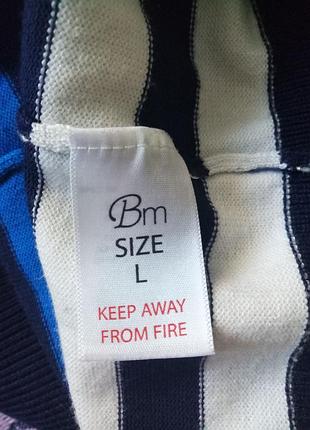 Bm
SIZE
L
KEEP AWAY
FROM FIRE